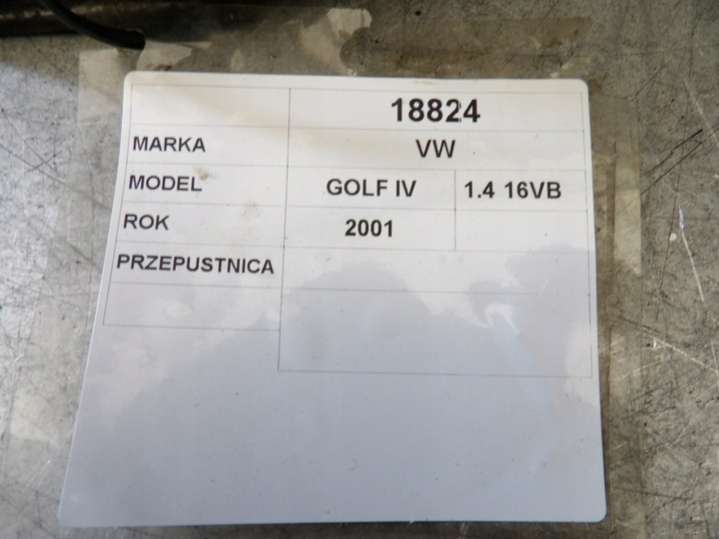 18824
MARKA VW
MODEL GOLF IV 1.4 16VB
ROK 2001
PRZEPUSTNICA